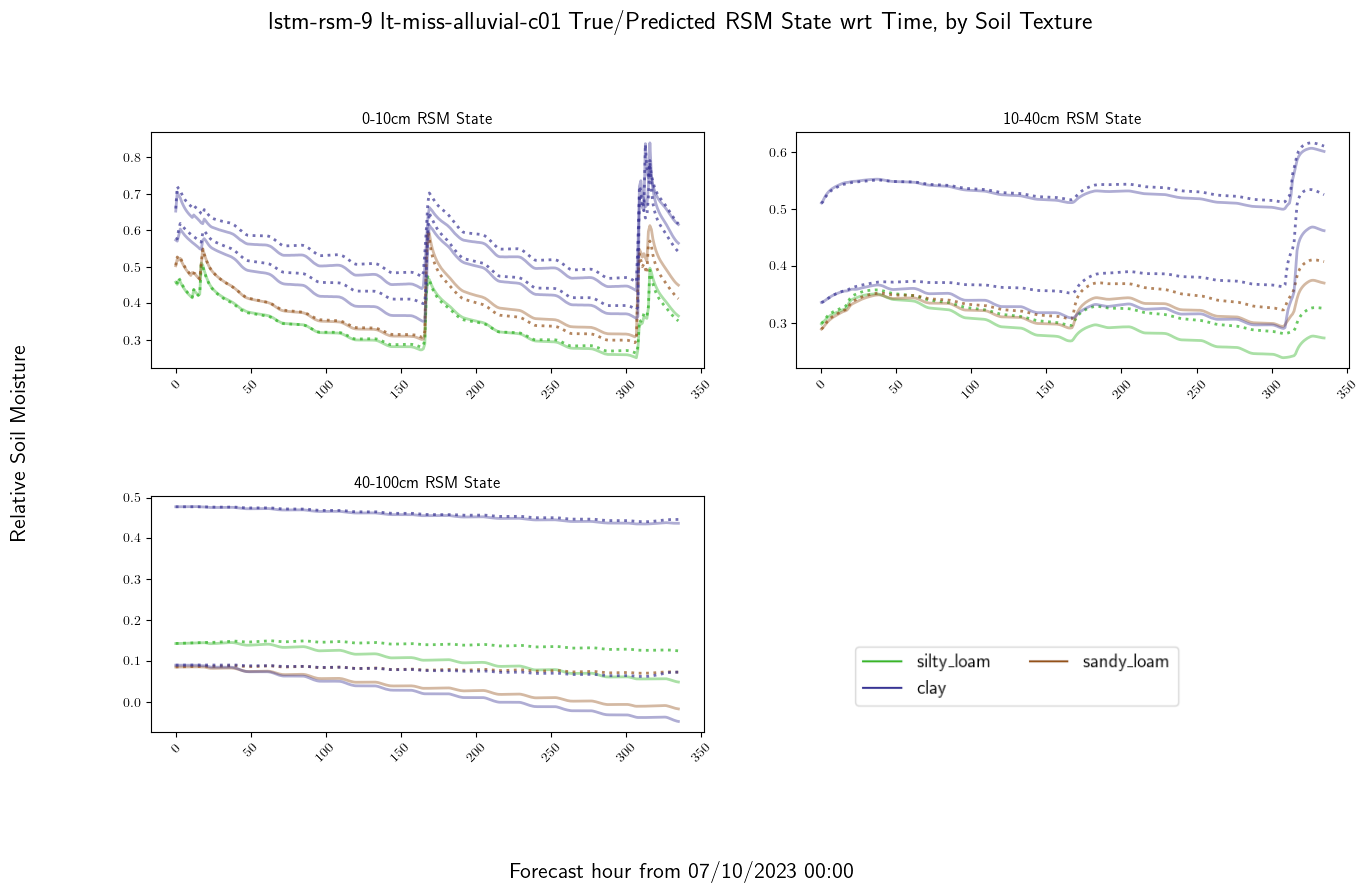 lstm-rsm-9 lt-miss-alluvial-c01 True/Predicted RSM State wrt Time, by Soil Texture
0-10cm RSM State
0.8
0.7
0.6
0.5
0.4
0.3
0 50 100 150 200 250 300 350
10-40cm RSM State
0.6
0.5
0.4
0.3
0 50 100 150 200 250 300 350
Relative Soil Moisture
40-100cm RSM State
0.5
0.4
0.3
0.2
0.1
0.0
0 50 100 150 200 250 300 350
silty_loam sandy_loam
clay
Forecast hour from 07/10/2023 00:00